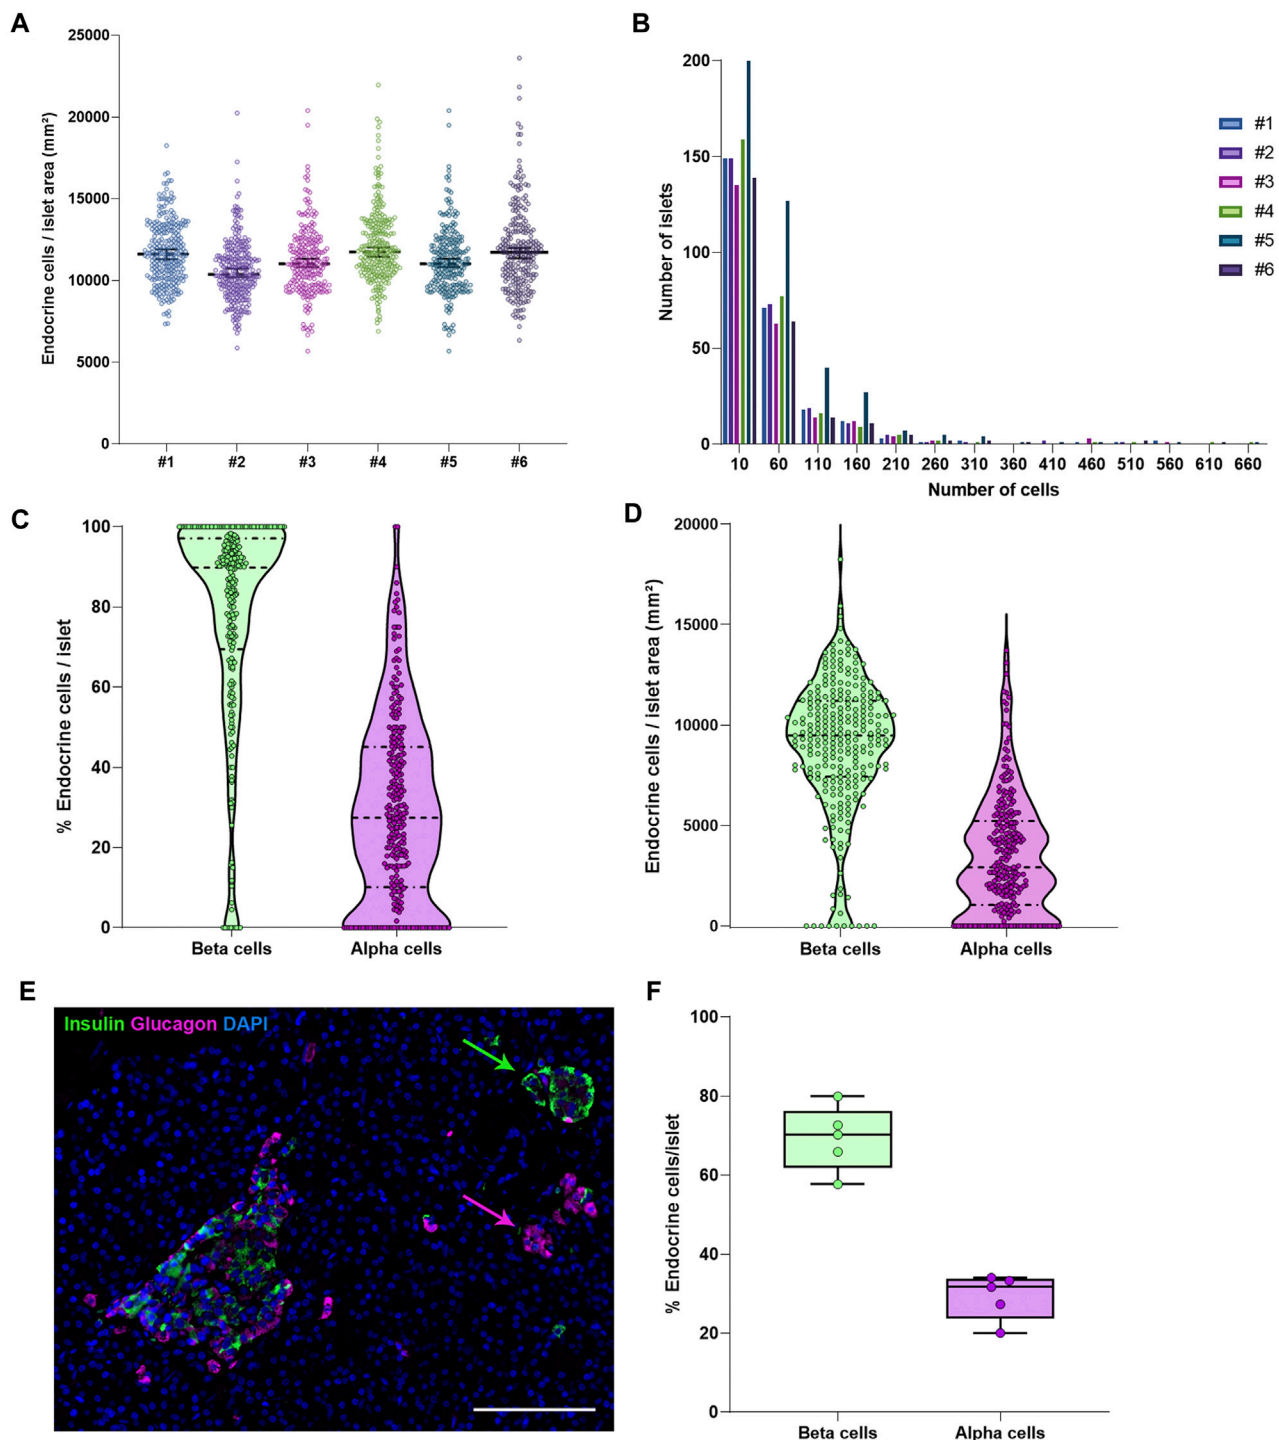 A
Endocrine cells / islet area (mm²)
25000
20000
15000
10000
5000
0
#1 #2 #3 #4 #5 #6
B
Number of islets
200
150
100
50
0
10 60 110 160 210 260 310 360 410 460 510 560 610 660
Number of cells
#1
#2
#3
#4
#5
#6
C
% Endocrine cells / islet
100
80
60
40
20
0
Beta cells Alpha cells
D
Endocrine cells / islet area (mm²)
20000
15000
10000
5000
0
Beta cells Alpha cells
E
Insulin Glucagon DAPI
F
% Endocrine cells/islet
100
80
60
40
20
0
Beta cells Alpha cells